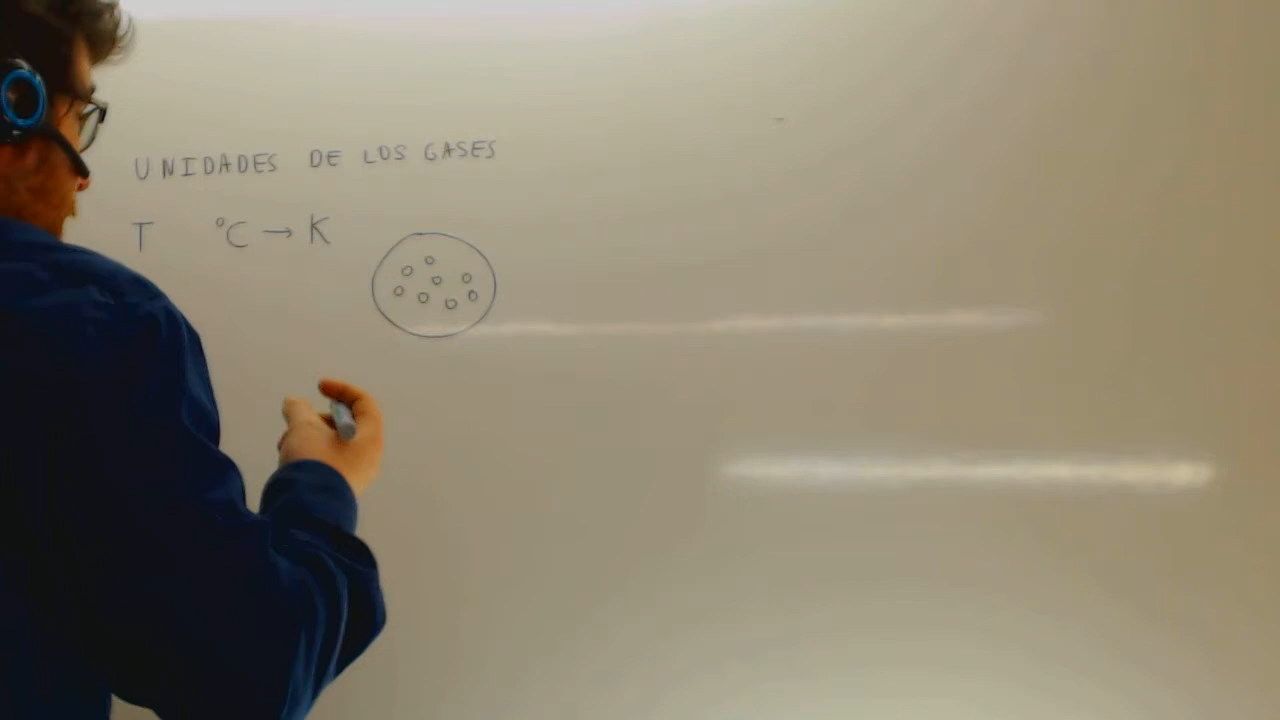 UNIDADES DE LOS GASES
T °C → K